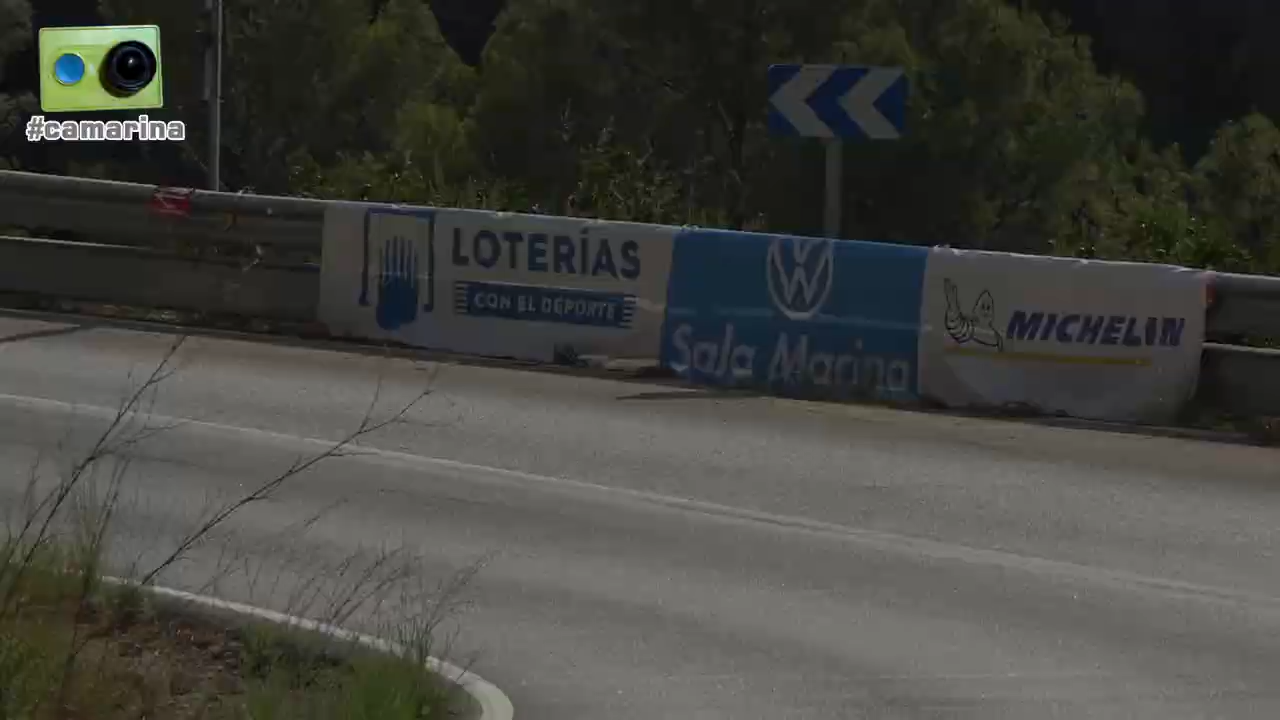 #camarina
LOTERÍAS
CON EL DEPORTE
Sala Marina
MICHELIN